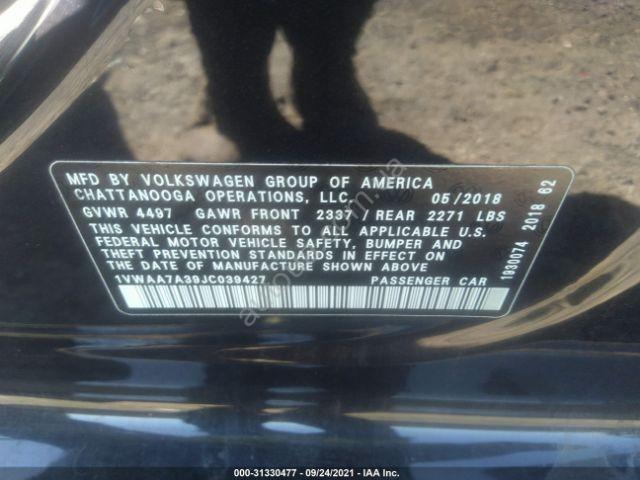 MFD BY VOLKSWAGEN GROUP OF AMERICA
CHATTANOOGA OPERATIONS, LLC. 05/2018
GVWR 4497 GAWR FRONT 2337/ REAR 2271 LBS
THIS VEHICLE CONFORMS TO ALL APPLICABLE U.S.
FEDERAL MOTOR VEHICLE SAFETY, BUMPER AND
THEFT PREVENTION STANDARDS IN EFFECT ON
THE DATE OF MANUFACTURE SHOWN ABOVE
1VWAA7A39JC039427 PASSENGER CAR
1930074 2018 62
000-31330477 - 09/24/2021 - IAA Inc.